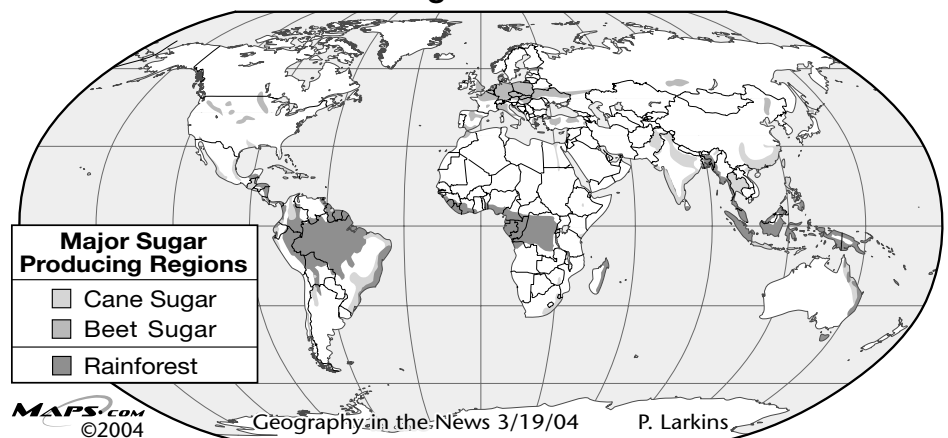 Major Sugar
Producing Regions
Cane Sugar
Beet Sugar
Rainforest
MAPS.COM
©2004
Geography in the News 3/19/04 P. Larkins